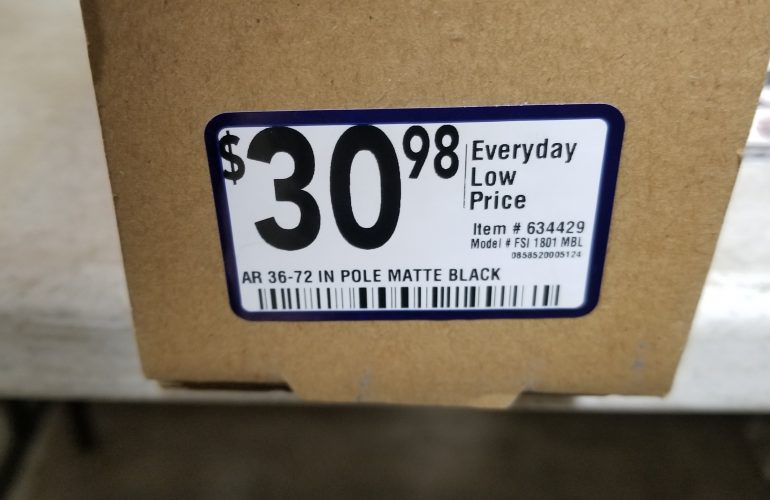 $30 98
Everyday
Low
Price
Item # 634429
Model # FSI 1801 MBL
0858520005124
AR 36-72 IN POLE MATTE BLACK